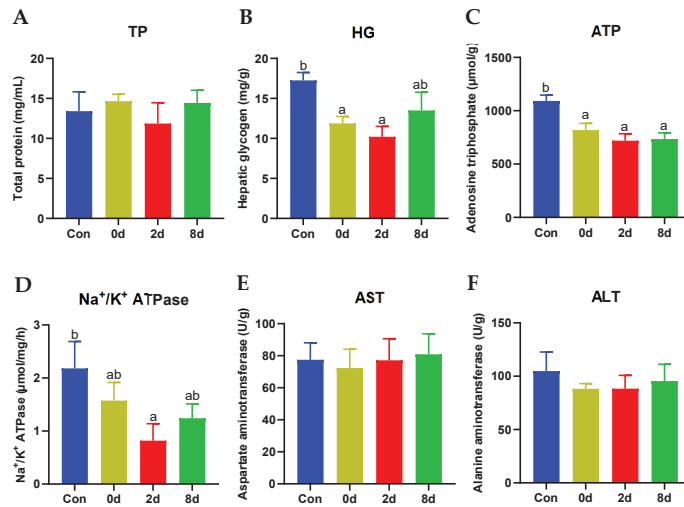 A
TP
Total protein (mg/mL)
20
15
10
5
0
Con 0d 2d 8d
B
HG
Hepatic glycogen (mg/g)
20
15
10
5
0
b
a
a
ab
Con 0d 2d 8d
C
ATP
Adenosine triphosphate (μmol/g)
1500
1000
500
0
b
a
a
a
Con 0d 2d 8d
D
Na⁺/K⁺ ATPase
Na⁺/K⁺ ATPase (μmol/mg/h)
3
2
1
0
b
ab
a
ab
Con 0d 2d 8d
E
AST
Aspartate aminotransferase (U/g)
100
80
60
40
20
0
Con 0d 2d 8d
F
ALT
Alanine aminotransferase (U/g)
150
100
50
0
Con 0d 2d 8d